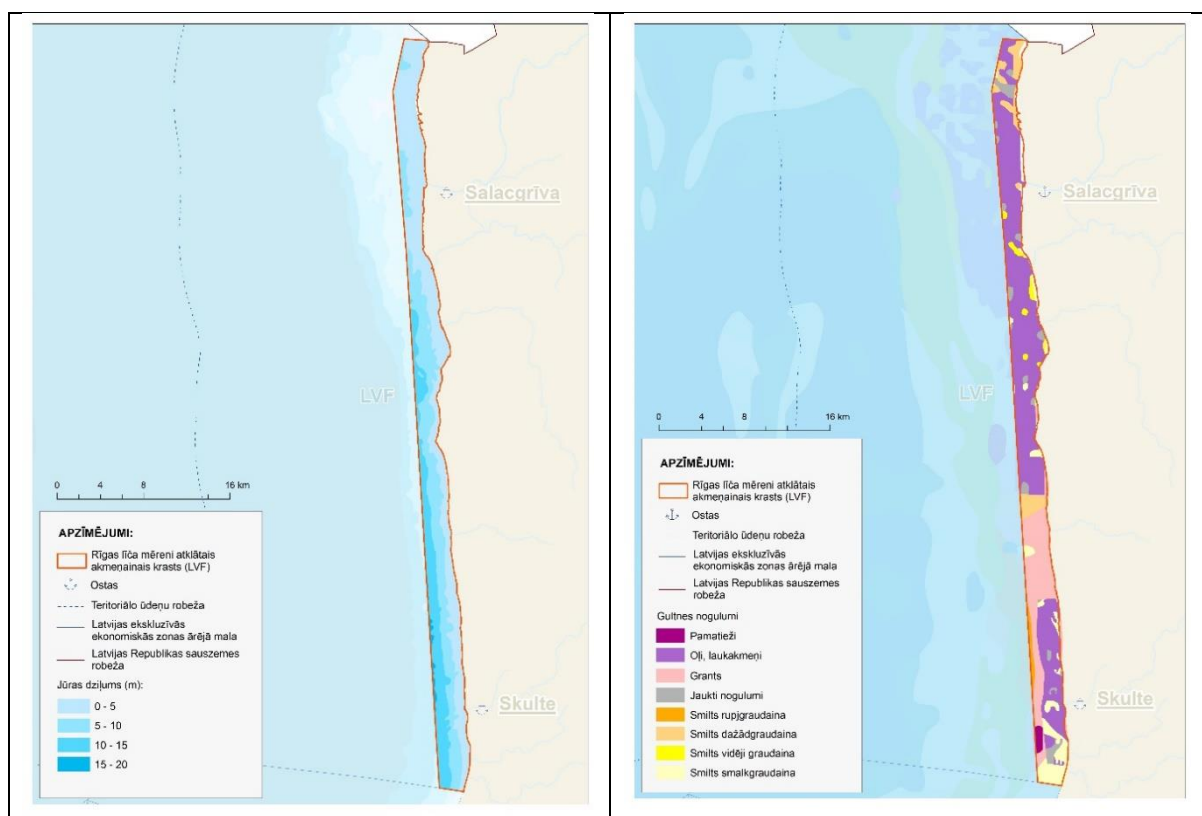 Salacgrīva
LVF
0 4 8 16 km
APZĪMĒJUMI:
Rīgas līča mēreni atklātais
akmeņainais krasts (LVF)
Ostas
Teritoriālo ūdeņu robeža
Latvijas ekskluzīvās
ekonomiskās zonas ārējā mala
Latvijas Republikas sauszemes
robeža
Jūras dziļums (m):
0 - 5
5 - 10
10 - 15
15 - 20
Skulte
Salacgrīva
LVF
0 4 8 16 km
APZĪMĒJUMI:
Rīgas līča mēreni atklātais
akmeņainais krasts (LVF)
Ostas
Teritoriālo ūdeņu robeža
Latvijas ekskluzīvās
ekonomiskās zonas ārējā mala
Latvijas Republikas sauszemes
robeža
Gultnes nogulumi
Pamatieži
Oļi, laukakmeņi
Grants
Jaukti nogulumi
Smilts rupjgraudaina
Smilts dažādgraudaina
Smilts vidēji graudaina
Smilts smalkgraudaina
Skulte